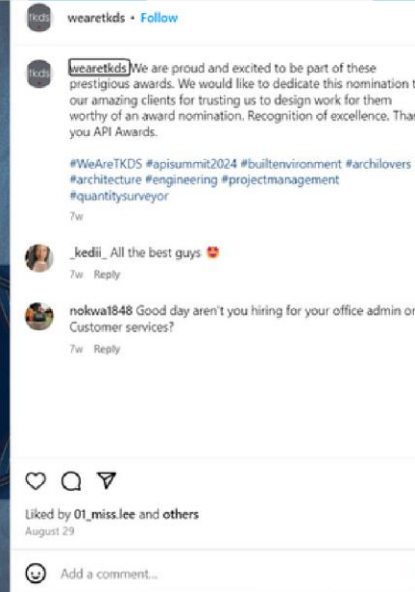 tkds wearetkds • Follow
tkds wearetkds We are proud and excited to be part of these
prestigious awards. We would like to dedicate this nomination t
our amazing clients for trusting us to design work for them
worthy of an award nomination. Recognition of excellence. Than
you API Awards.
#WeAreTKDS #apisummit2024 #builtenvironment #archilovers
#architecture #engineering #projectmanagement
#quantitysurveyor
7w
_kedii_ All the best guys 😍
7w Reply
nokwa1848 Good day aren't you hiring for your office admin or
Customer services?
7w Reply
Liked by 01_miss.lee and others
August 29
Add a comment...